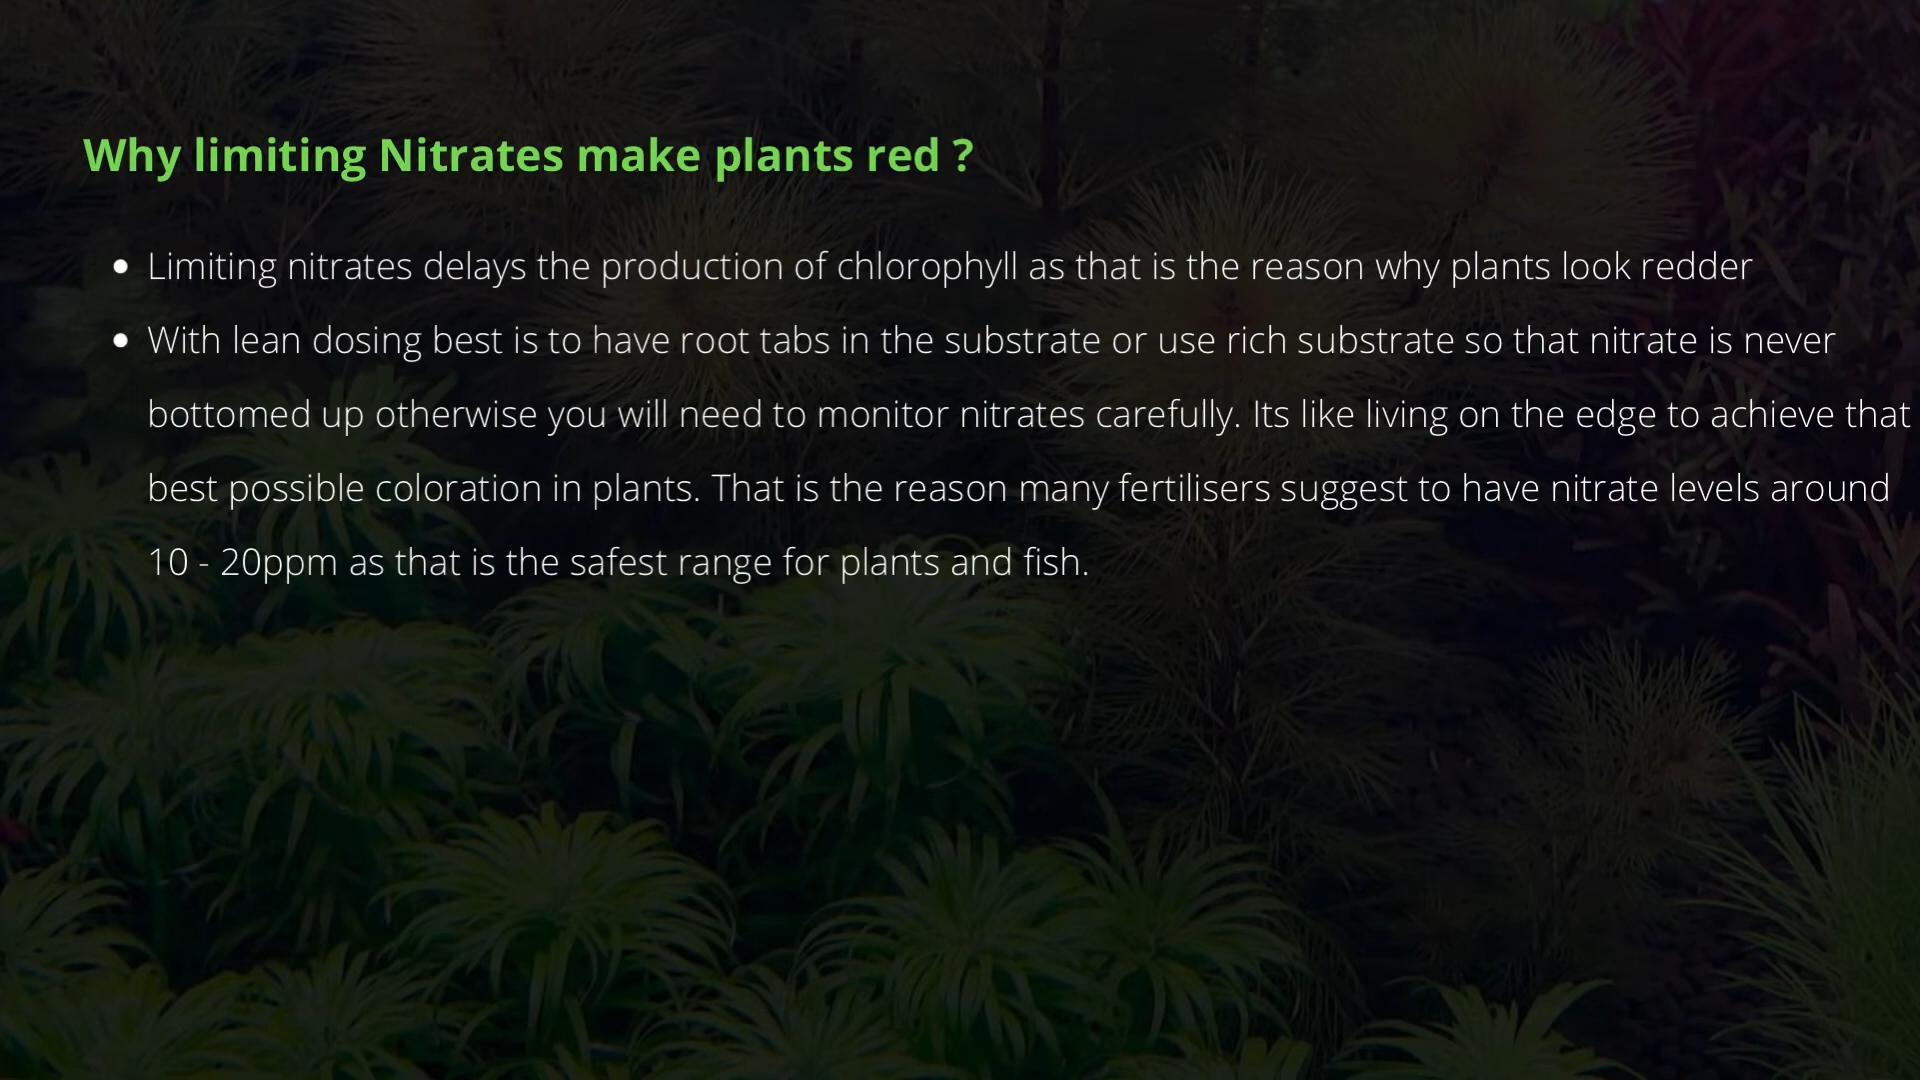 Why limiting Nitrates make plants red ?
• Limiting nitrates delays the production of chlorophyll as that is the reason why plants look redder
• With lean dosing best is to have root tabs in the substrate or use rich substrate so that nitrate is never
bottomed up otherwise you will need to monitor nitrates carefully. Its like living on the edge to achieve that
best possible coloration in plants. That is the reason many fertilisers suggest to have nitrate levels around
10 - 20ppm as that is the safest range for plants and fish.